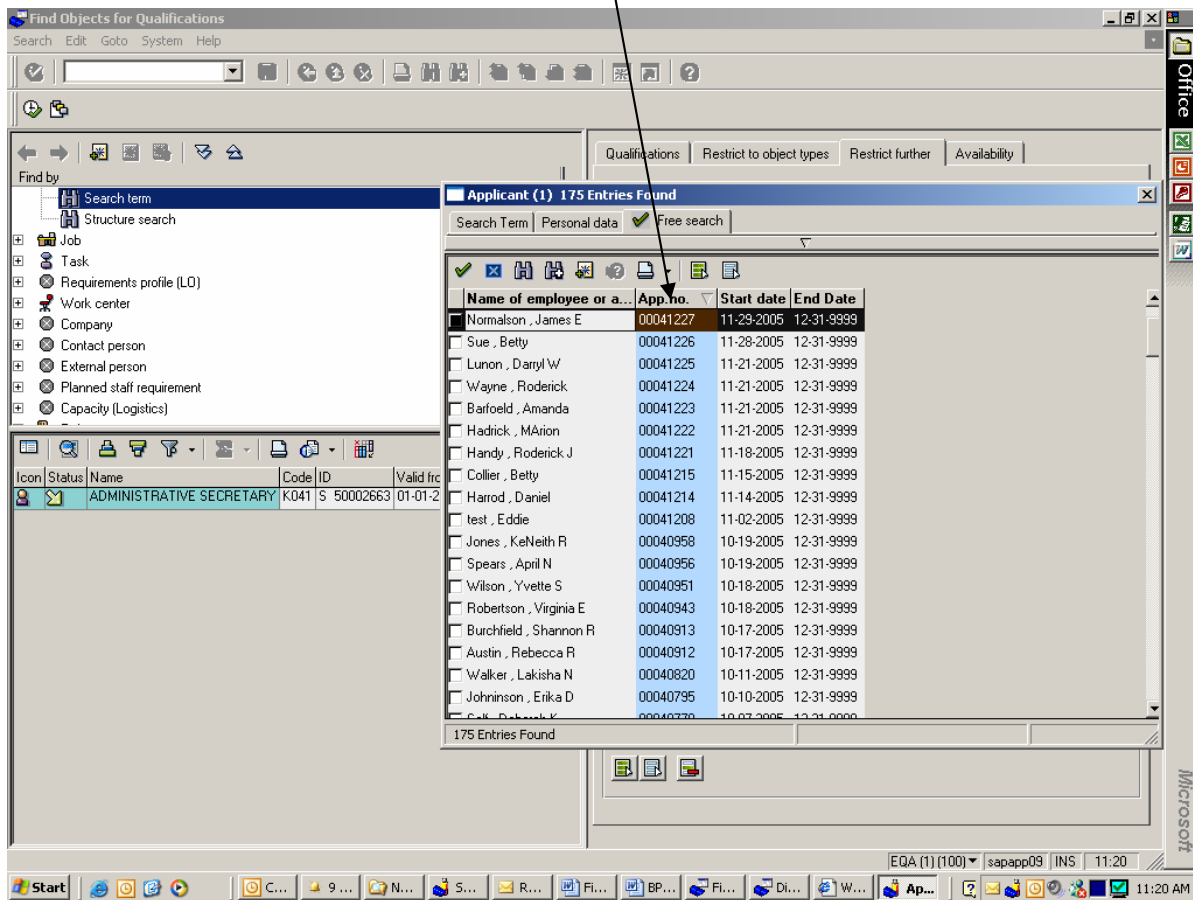 Find Objects for Qualifications
Search Edit Goto System Help
Office
Find by
Search term
Structure search
Job
Task
Requirements profile (LO)
Work center
Company
Contact person
External person
Planned staff requirement
Capacity (Logistics)
Icon Status Name Code ID Valid fro
ADMINISTRATIVE SECRETARY K041 S 50002663 01-01-2
Qualifications Restrict to object types Restrict further Availability
Applicant (1) 175 Entries Found
Search Term Personal data Free search
Name of employee or a... App.no. Start date End Date
Normalson , James E 00041227 11-29-2005 12-31-9999
Sue , Betty 00041226 11-28-2005 12-31-9999
Lunon , Darryl W 00041225 11-21-2005 12-31-9999
Wayne , Roderick 00041224 11-21-2005 12-31-9999
Barfoeld , Amanda 00041223 11-21-2005 12-31-9999
Hadrick , MArion 00041222 11-21-2005 12-31-9999
Handy , Roderick J 00041221 11-18-2005 12-31-9999
Collier , Betty 00041215 11-15-2005 12-31-9999
Harrod , Daniel 00041214 11-14-2005 12-31-9999
test , Eddie 00041208 11-02-2005 12-31-9999
Jones , KeNeith R 00040958 10-19-2005 12-31-9999
Spears , April N 00040956 10-19-2005 12-31-9999
Wilson , Yvette S 00040951 10-18-2005 12-31-9999
Robertson , Virginia E 00040943 10-18-2005 12-31-9999
Burchfield , Shannon R 00040913 10-17-2005 12-31-9999
Austin , Rebecca R 00040912 10-17-2005 12-31-9999
Walker , Lakisha N 00040820 10-11-2005 12-31-9999
Johninson , Erika D 00040795 10-10-2005 12-31-9999
175 Entries Found
Microsoft
EQA (1) (100) sapapp09 INS 11:20
Start C... 9 ... N... S... R... Fi... BP... Fi... Di... W... Ap... 11:20 AM